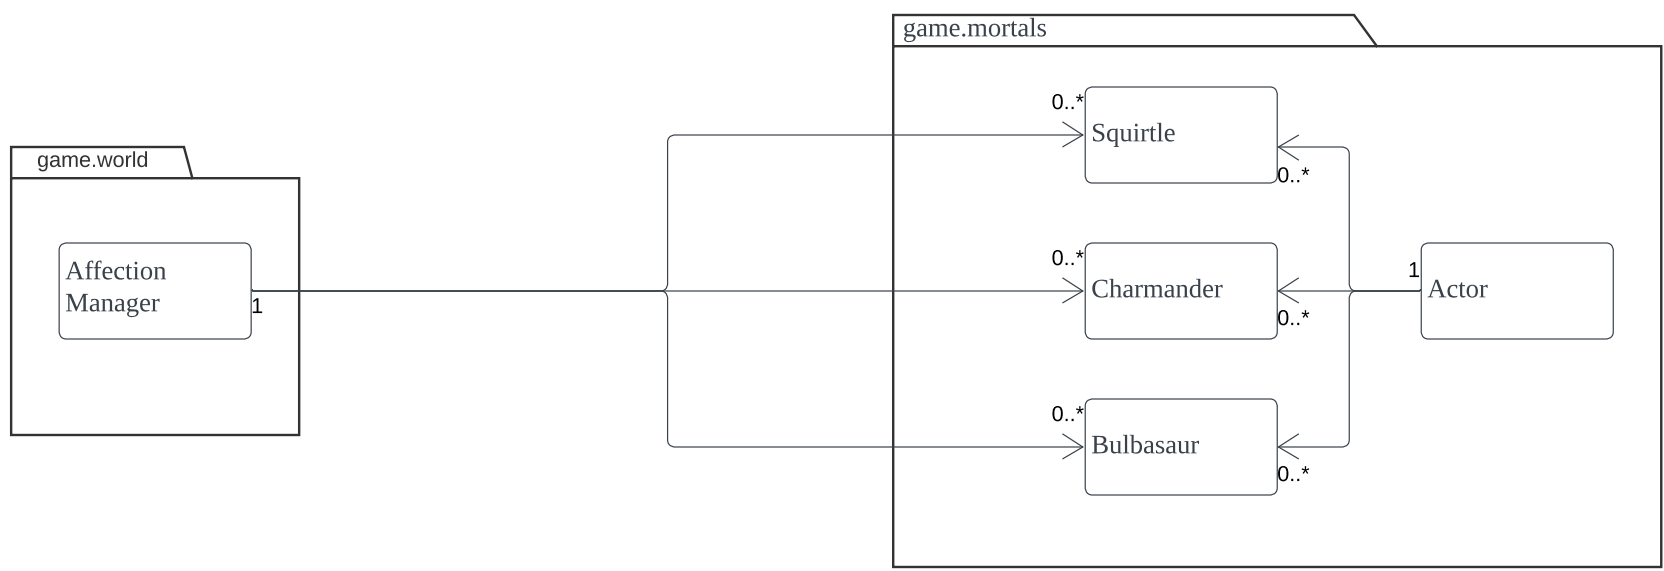 game.mortals
0..*
Squirtle
0..*
game.world
Affection
Manager
1
0..*
Charmander
0..*
1
Actor
0..*
Bulbasaur
0..*